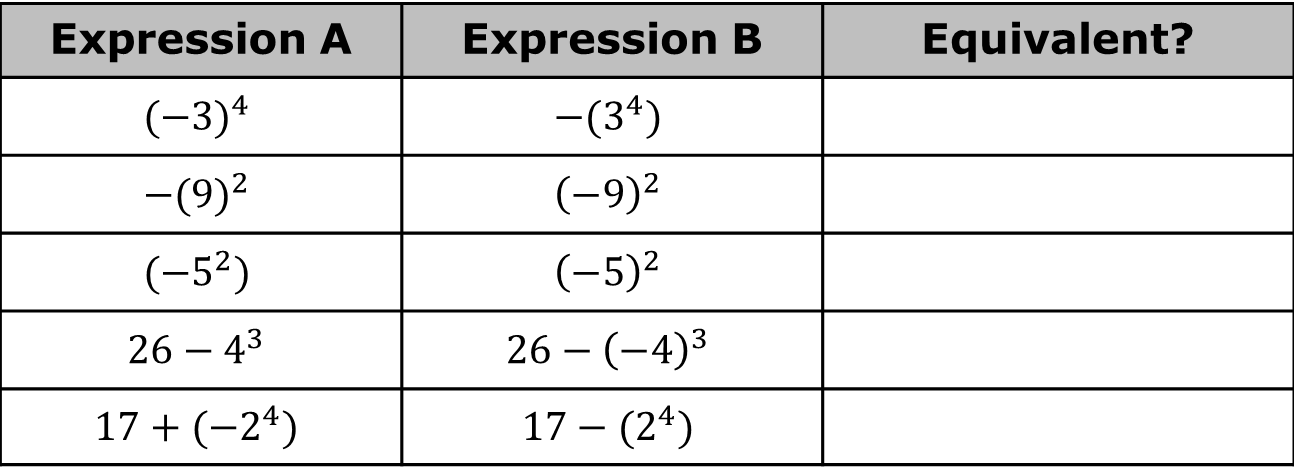 Expression A Expression B Equivalent?
(−3)⁴ −(3⁴)
−(9)² (−9)²
(−5²) (−5)²
26 − 4³ 26 − (−4)³
17 + (−2⁴) 17 − (2⁴)